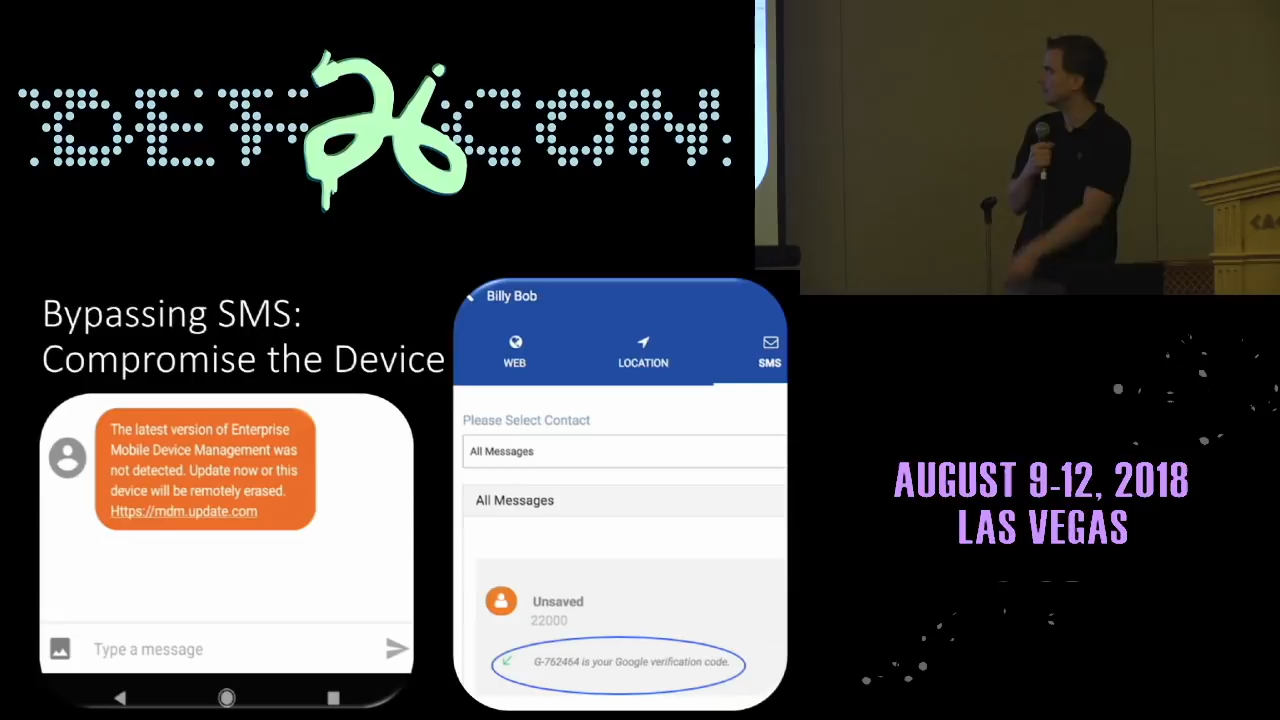 DEF 26 CON
Bypassing SMS:
Compromise the Device
The latest version of Enterprise
Mobile Device Management was
not detected. Update now or this
device will be remotely erased.
Https://mdm.update.com
Type a message
Billy Bob
WEB
LOCATION
SMS
Please Select Contact
All Messages
All Messages
Unsaved
22000
G-762464 is your Google verification code.
AUGUST 9-12, 2018
LAS VEGAS